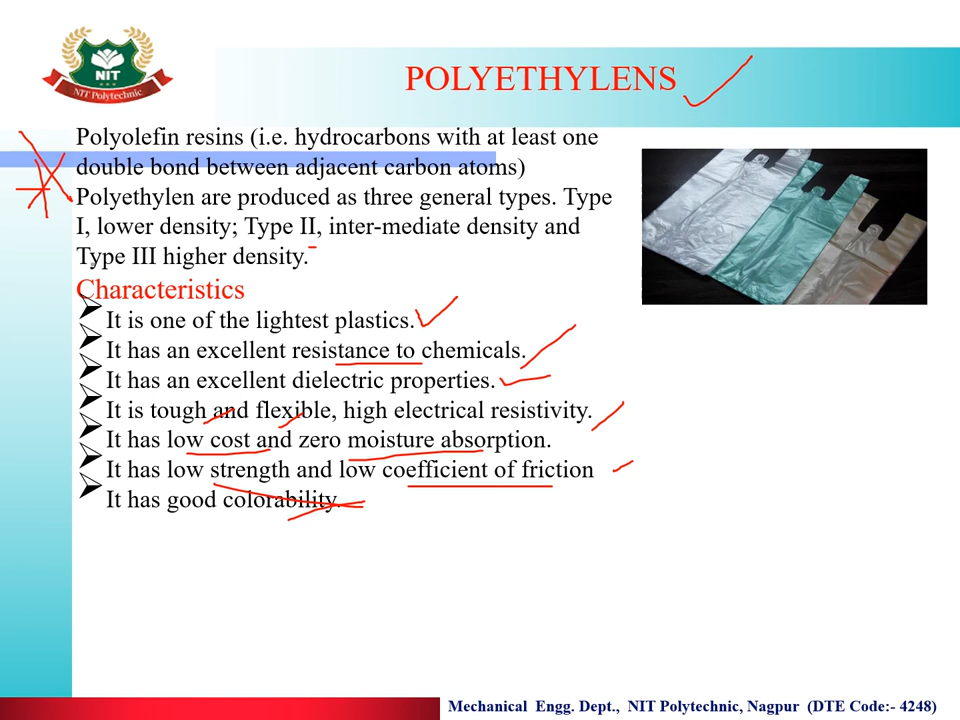 NIT
NIT Polytechnic
POLYETHYLENS
Polyolefin resins (i.e. hydrocarbons with at least one
double bond between adjacent carbon atoms)
Polyethylen are produced as three general types. Type
I, lower density; Type II, inter-mediate density and
Type III higher density.
Characteristics
It is one of the lightest plastics.
It has an excellent resistance to chemicals.
It has an excellent dielectric properties.
It is tough and flexible, high electrical resistivity.
It has low cost and zero moisture absorption.
It has low strength and low coefficient of friction
It has good colorability.
Mechanical Engg. Dept., NIT Polytechnic, Nagpur (DTE Code:- 4248)